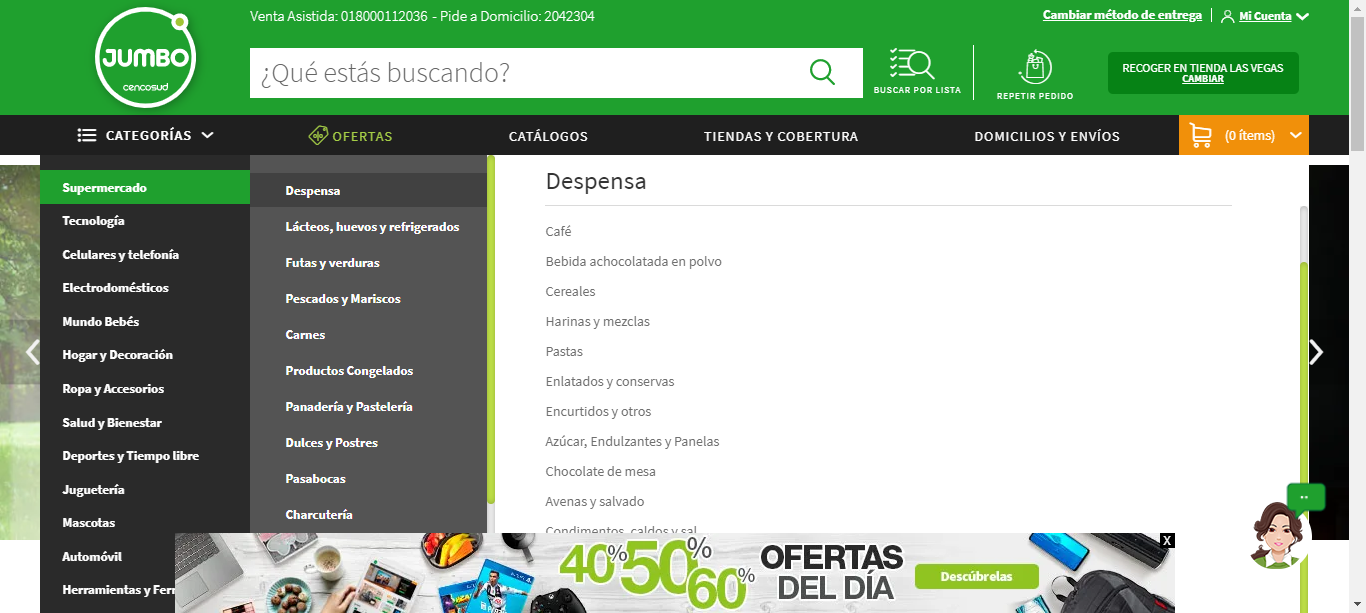 Venta Asistida: 018000112036 - Pide a Domicilio: 2042304
Cambiar método de entrega
Mi Cuenta
JUMBO
cencosud
¿Qué estás buscando?
BUSCAR POR LISTA
REPETIR PEDIDO
RECOGER EN TIENDA LAS VEGAS
CAMBIAR
CATEGORÍAS
OFERTAS
CATÁLOGOS
TIENDAS Y COBERTURA
DOMICILIOS Y ENVÍOS
(0 ítems)
Supermercado
Tecnología
Celulares y telefonía
Electrodomésticos
Mundo Bebés
Hogar y Decoración
Ropa y Accesorios
Salud y Bienestar
Deportes y Tiempo libre
Juguetería
Mascotas
Automóvil
Herramientas y Ferr
Despensa
Lácteos, huevos y refrigerados
Futas y verduras
Pescados y Mariscos
Carnes
Productos Congelados
Panadería y Pastelería
Dulces y Postres
Pasabocas
Charcutería
Despensa
Café
Bebida achocolatada en polvo
Cereales
Harinas y mezclas
Pastas
Enlatados y conservas
Encurtidos y otros
Azúcar, Endulzantes y Panelas
Chocolate de mesa
Avenas y salvado
Condimentos, caldos y sal
40% 50% 60%
OFERTAS
DEL DÍA
Descúbrelas
X